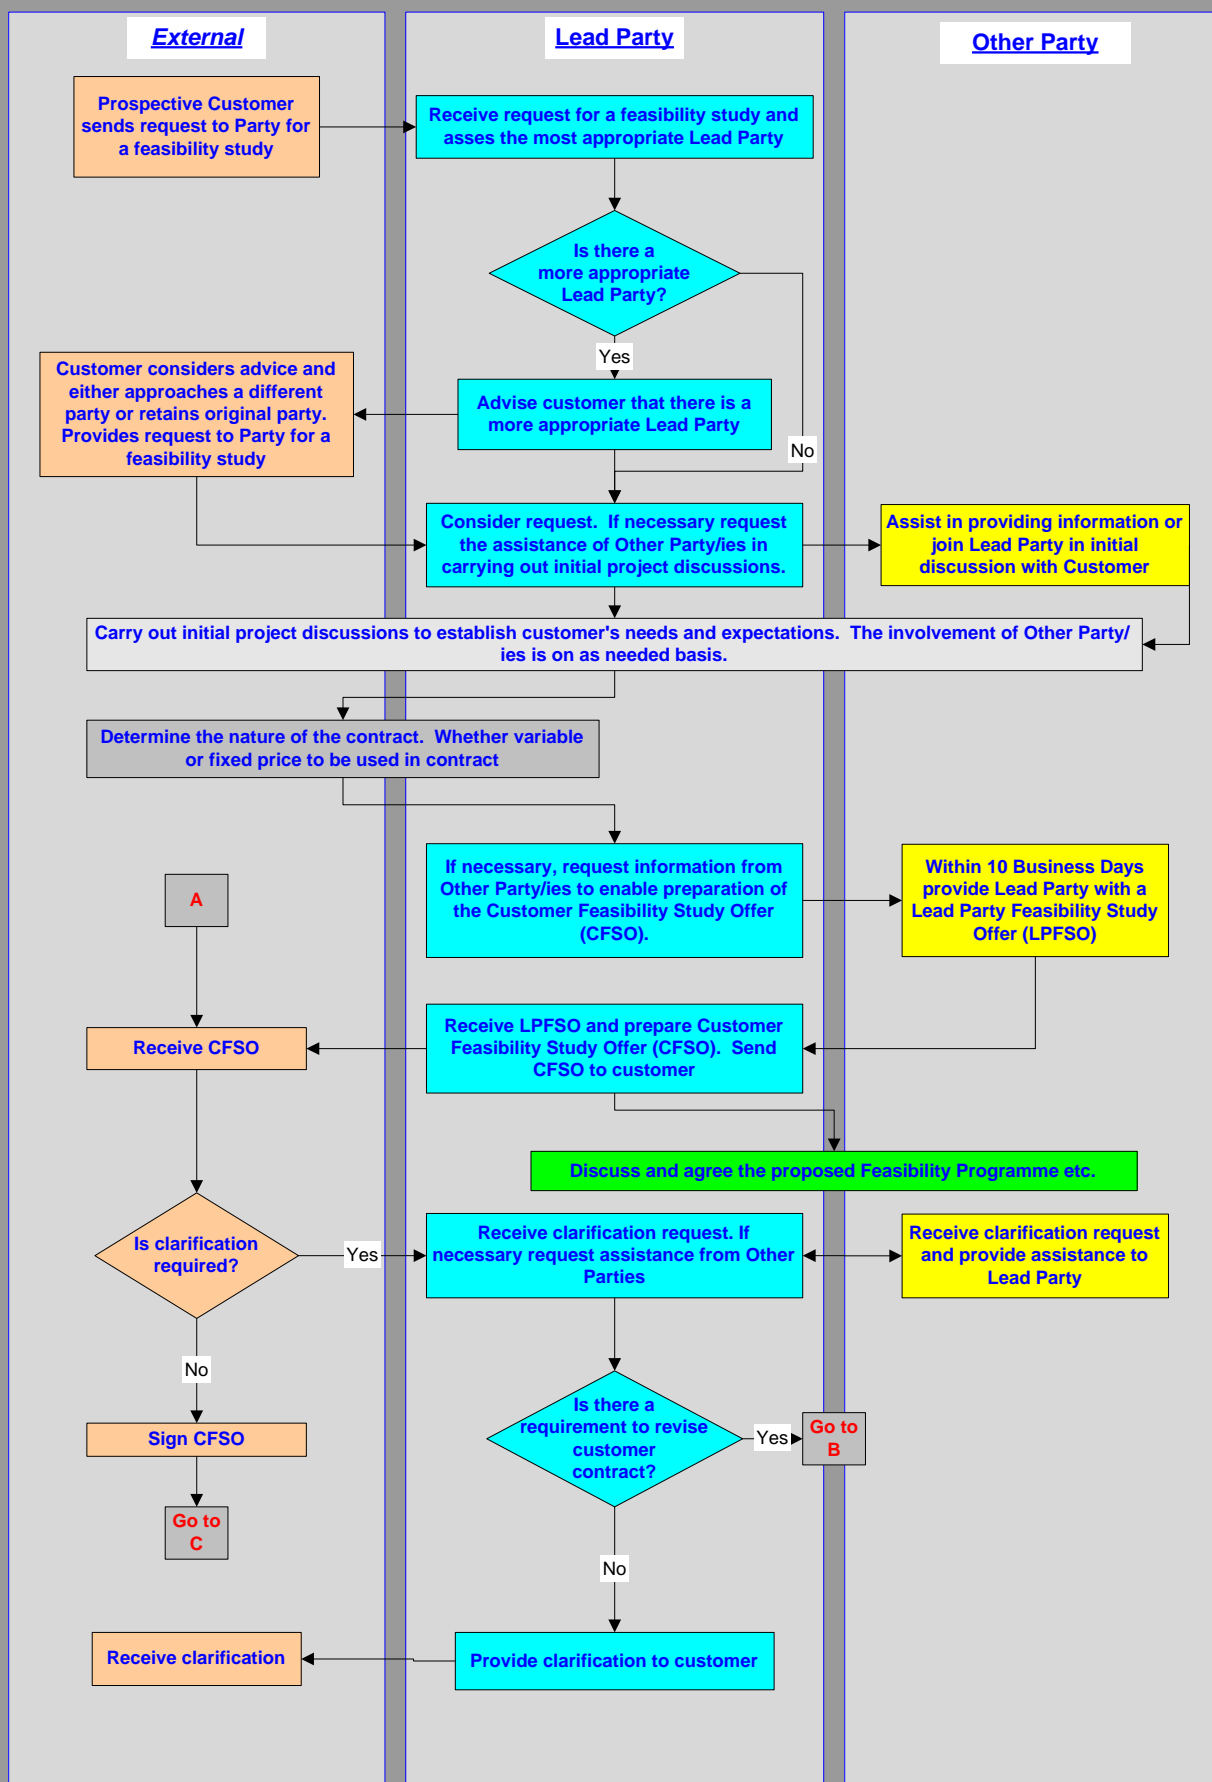 External
Lead Party
Other Party
Prospective Customer
sends request to Party for
a feasibility study
Receive request for a feasibility study and
asses the most appropriate Lead Party
Is there a
more appropriate
Lead Party?
Yes
Customer considers advice and
either approaches a different
party or retains original party.
Provides request to Party for a
feasibility study
Advise customer that there is a
more appropriate Lead Party
No
Consider request.  If necessary request
the assistance of Other Party/ies in
carrying out initial project discussions.
Assist in providing information or
join Lead Party in initial
discussion with Customer
Carry out initial project discussions to establish customer's needs and expectations.  The involvement of Other Party/
ies is on as needed basis.
Determine the nature of the contract.  Whether variable
or fixed price to be used in contract
If necessary, request information from
Other Party/ies to enable preparation of
the Customer Feasibility Study Offer
(CFSO).
Within 10 Business Days
provide Lead Party with a
Lead Party Feasibility Study
Offer (LPFSO)
A
Receive CFSO
Receive LPFSO and prepare Customer
Feasibility Study Offer (CFSO).  Send
CFSO to customer
Discuss and agree the proposed Feasibility Programme etc.
Is clarification
required?
Yes
Receive clarification request. If
necessary request assistance from Other
Parties
Receive clarification request
and provide assistance to
Lead Party
No
Sign CFSO
Is there a
requirement to revise
customer
contract?
Yes
Go to
B
Go to
C
No
Receive clarification
Provide clarification to customer